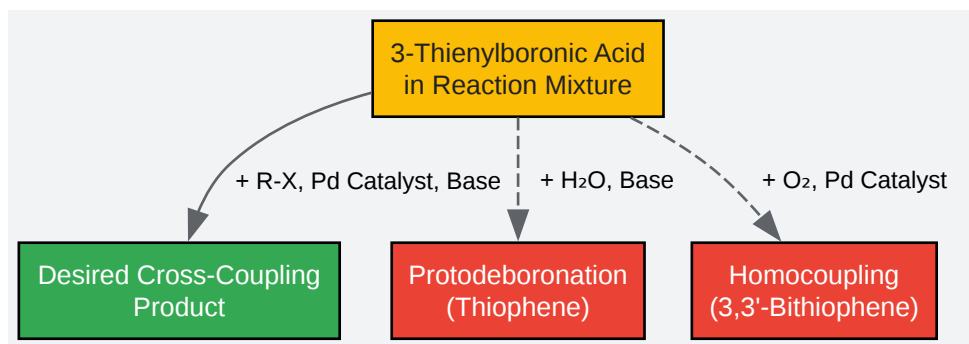 3-Thienylboronic Acid
in Reaction Mixture
+ R-X, Pd Catalyst, Base
+ H₂O, Base
+ O₂, Pd Catalyst
Desired Cross-Coupling
Product
Protodeboronation
(Thiophene)
Homocoupling
(3,3'-Bithiophene)